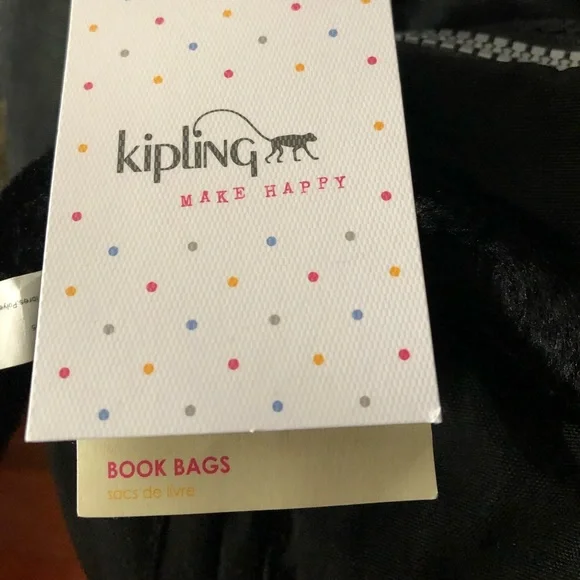 kipling
MAKE HAPPY
BOOK BAGS
sacs de livre